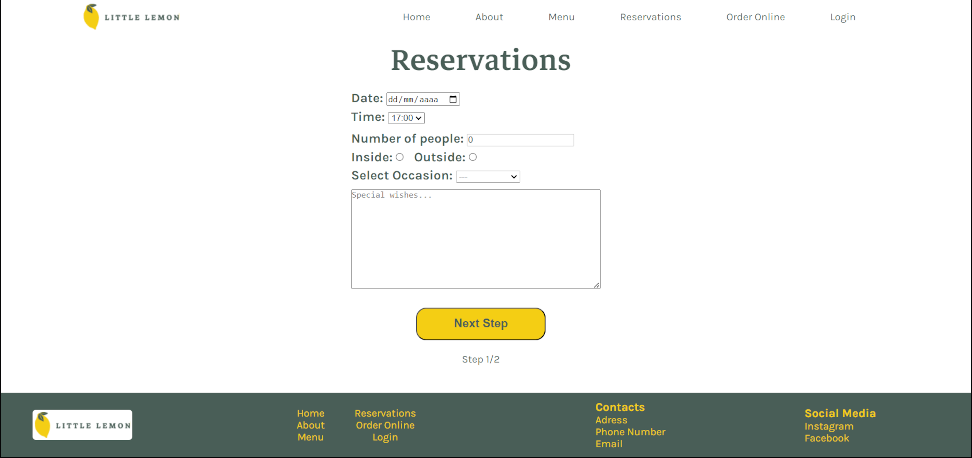 LITTLE LEMON Home About Menu Reservations Order Online Login
Reservations
Date: dd/mm/aaaa
Time: 17:00
Number of people: 0
Inside: Outside:
Select Occasion: ---
Special wishes...
Next Step
Step 1/2
LITTLE LEMON
Home
About
Menu
Reservations
Order Online
Login
Contacts
Adress
Phone Number
Email
Social Media
Instagram
Facebook